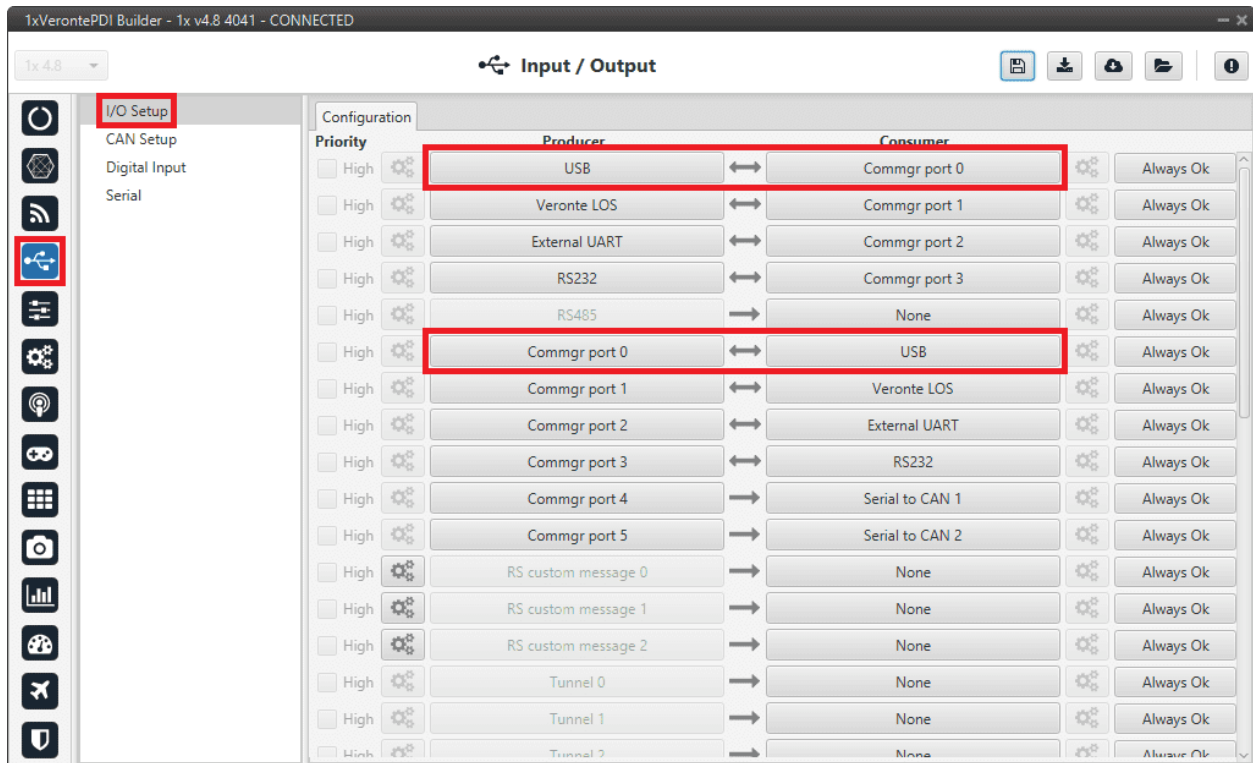 1xVerontePDI Builder - 1x v4.8 4041 - CONNECTED
1x 4.8
Input / Output
I/O Setup
CAN Setup
Digital Input
Serial
Configuration
Priority Producer Consumer
High USB Commgr port 0 Always Ok
High Veronte LOS Commgr port 1 Always Ok
High External UART Commgr port 2 Always Ok
High RS232 Commgr port 3 Always Ok
High RS485 None Always Ok
High Commgr port 0 USB Always Ok
High Commgr port 1 Veronte LOS Always Ok
High Commgr port 2 External UART Always Ok
High Commgr port 3 RS232 Always Ok
High Commgr port 4 Serial to CAN 1 Always Ok
High Commgr port 5 Serial to CAN 2 Always Ok
High RS custom message 0 None Always Ok
High RS custom message 1 None Always Ok
High RS custom message 2 None Always Ok
High Tunnel 0 None Always Ok
High Tunnel 1 None Always Ok
High Tunnel 2 None Always Ok